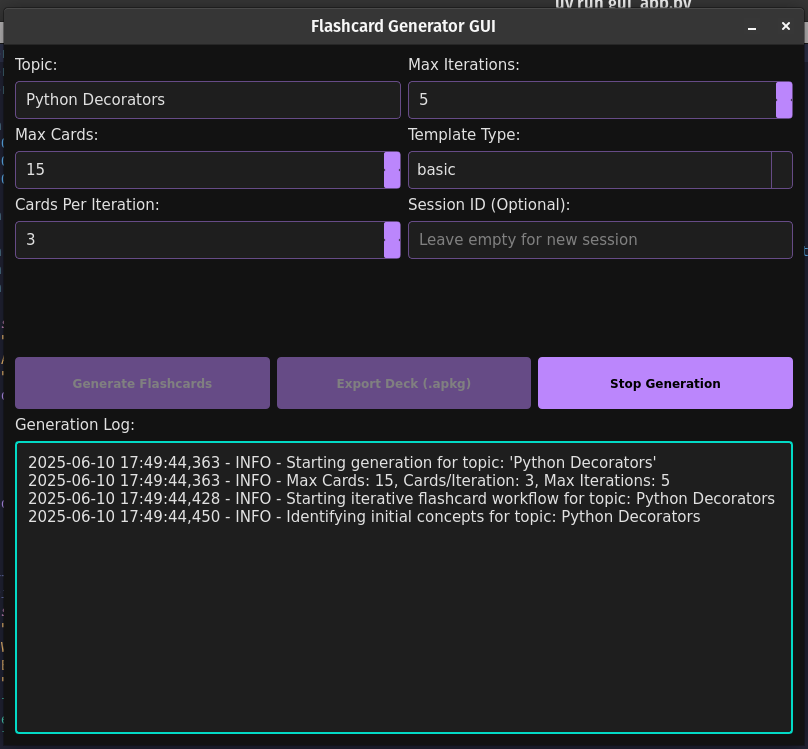 uv run gui_app.py
Flashcard Generator GUI
Topic:
Max Iterations:
Python Decorators
5
Max Cards:
Template Type:
15
basic
Cards Per Iteration:
Session ID (Optional):
3
Leave empty for new session
Generate Flashcards
Export Deck (.apkg)
Stop Generation
Generation Log:
2025-06-10 17:49:44,363 - INFO - Starting generation for topic: 'Python Decorators'
2025-06-10 17:49:44,363 - INFO - Max Cards: 15, Cards/Iteration: 3, Max Iterations: 5
2025-06-10 17:49:44,428 - INFO - Starting iterative flashcard workflow for topic: Python Decorators
2025-06-10 17:49:44,450 - INFO - Identifying initial concepts for topic: Python Decorators